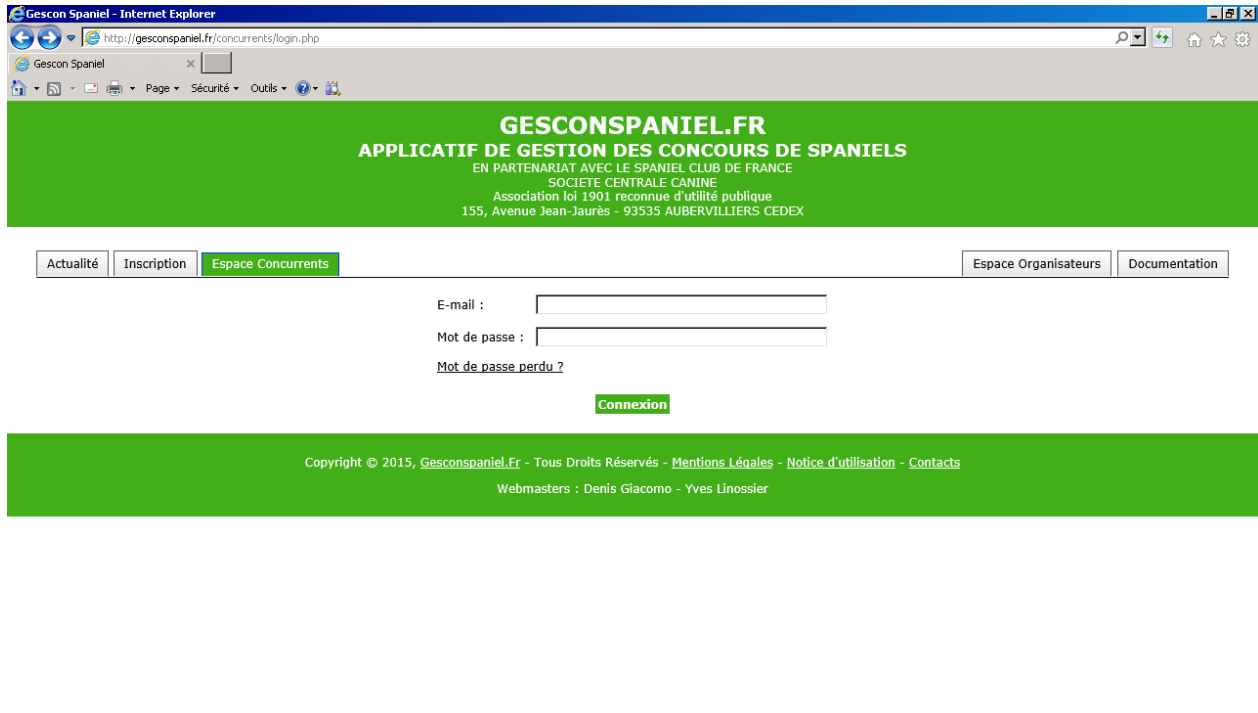 Gescon Spaniel - Internet Explorer
http://gesconspaniel.fr/concurrents/login.php
Gescon Spaniel
Page Sécurité Outils
GESCONSPANIEL.FR
APPLICATIF DE GESTION DES CONCOURS DE SPANIELS
EN PARTENARIAT AVEC LE SPANIEL CLUB DE FRANCE
SOCIETE CENTRALE CANINE
Association loi 1901 reconnue d'utilité publique
155, Avenue Jean-Jaurès - 93535 AUBERVILLIERS CEDEX
Actualité Inscription Espace Concurrents Espace Organisateurs Documentation
E-mail :
Mot de passe :
Mot de passe perdu ?
Connexion
Copyright © 2015, Gesconspaniel.Fr - Tous Droits Réservés - Mentions Légales - Notice d'utilisation - Contacts
Webmasters : Denis Giacomo - Yves Linossier